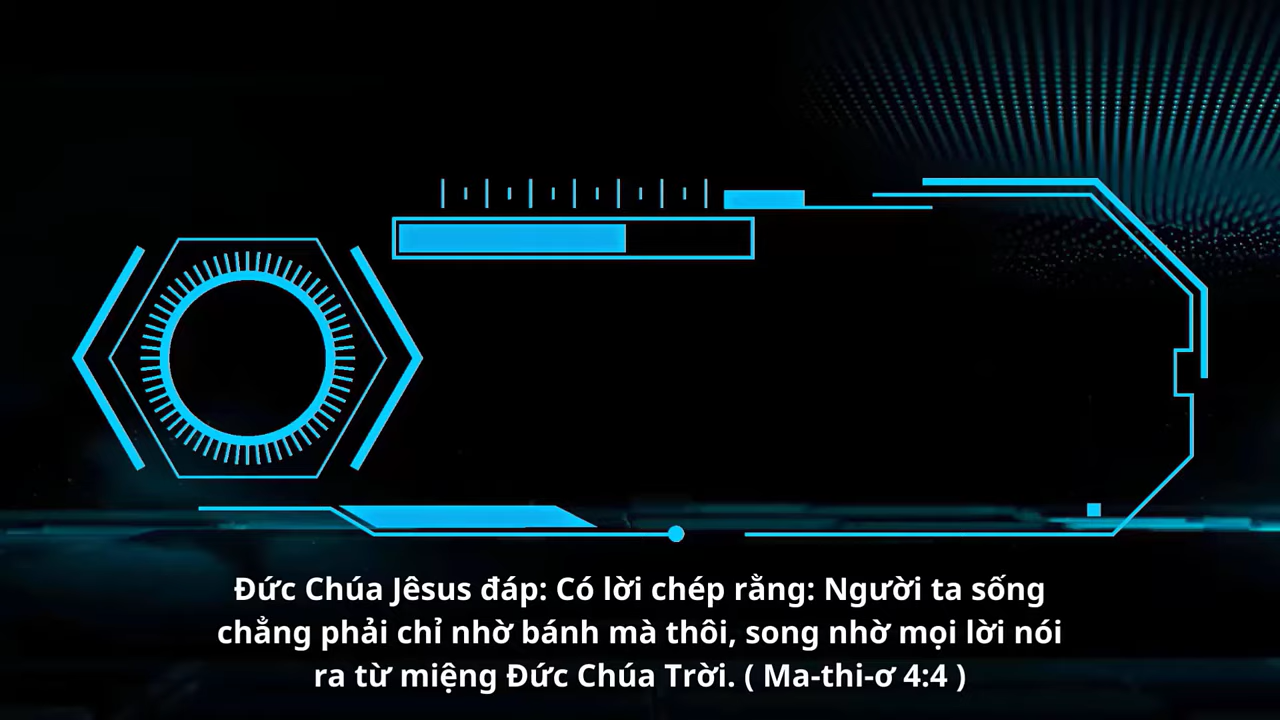 Đức Chúa Jêsus đáp: Có lời chép rằng: Người ta sống
chẳng phải chỉ nhờ bánh mà thôi, song nhờ mọi lời nói
ra từ miệng Đức Chúa Trời. ( Ma-thi-ơ 4:4 )